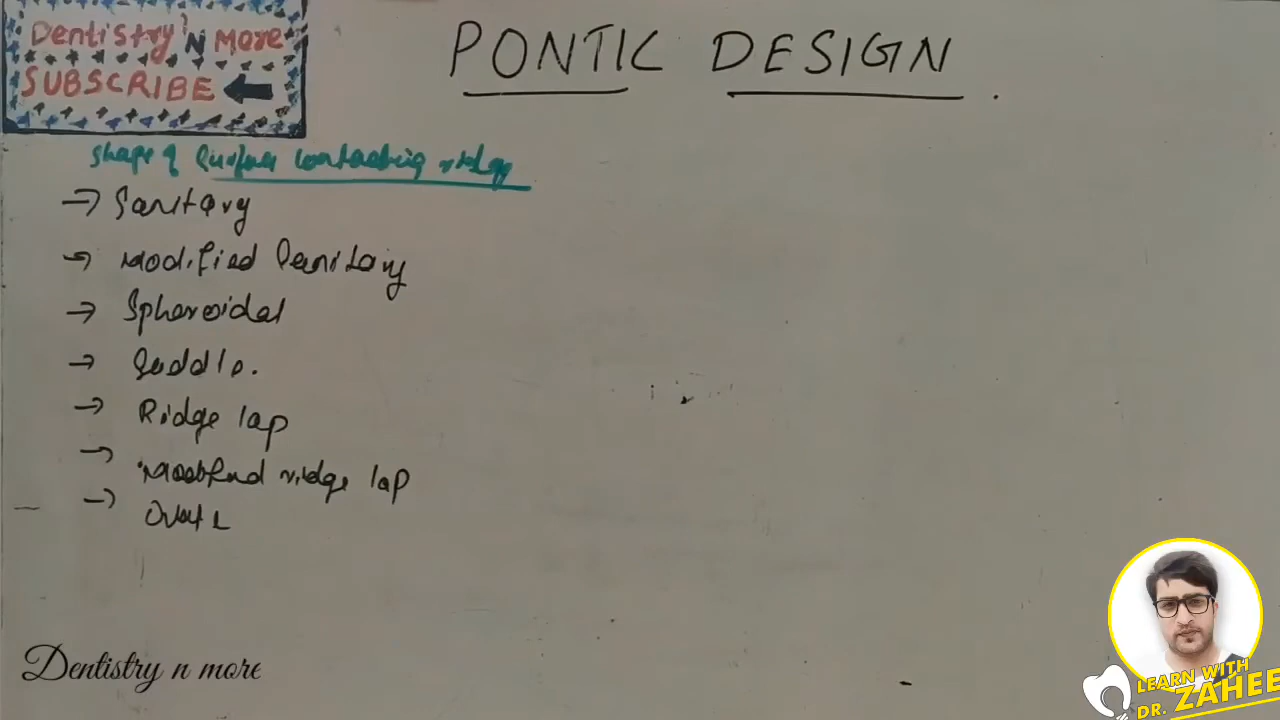 Dentistry'N More
SUBSCRIBE
PONTIC DESIGN.
Shape of Surface contacting ridge
→ Sanitary
→ Modified Sanitary
→ Spheroidal
→ Saddle.
→ Ridge lap
→ Modified ridge lap
→ Ovate
Dentistry n more
LEARN WITH
DR. ZAHEE